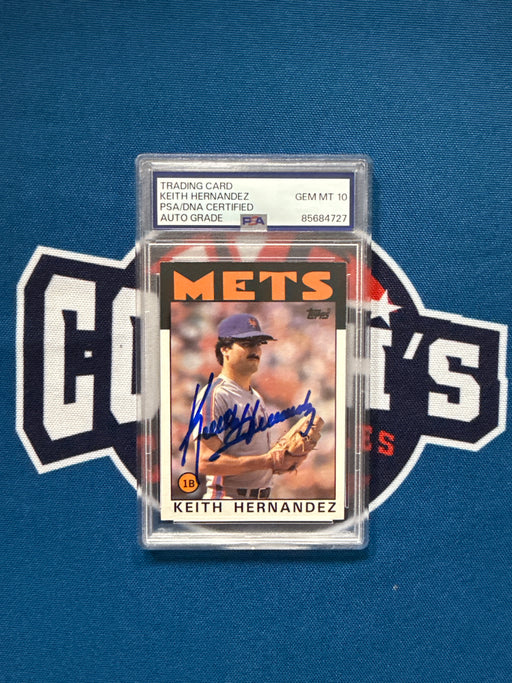 TRADING CARD
KEITH HERNANDEZ GEM MT 10
PSA/DNA CERTIFIED
AUTO GRADE PSA 85684727
METS
Topps
Keith Hernandez
1B
KEITH HERNANDEZ